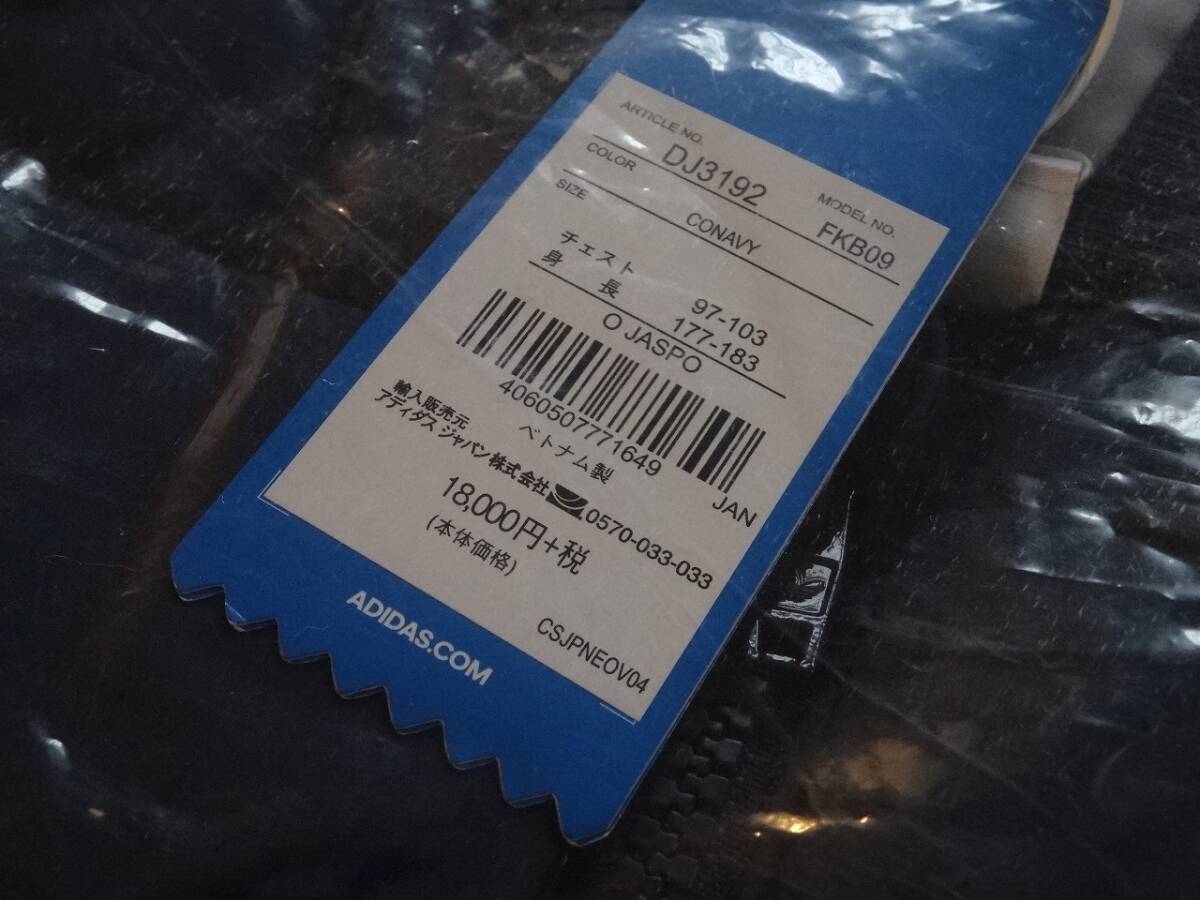 ARTICLE NO.
DJ3192
MODEL NO.
FKB09
COLOR
CONAVY
SIZE
チェスト 97-103
身 長 177-183
O JASPO
4060507771649
JAN
ベトナム製
輸入販売元
アディダス ジャパン株式会社 0570-033-033
18,000円+税
(本体価格)
CSJPNEOV04
ADIDAS.COM